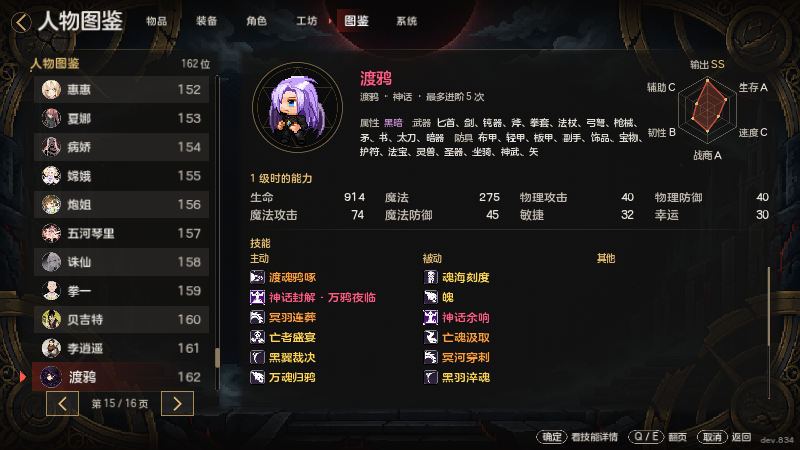 人物图鉴 物品 装备 角色 工坊 图鉴 系统
人物图鉴 162 位
惠惠 152
夏娜 153
病娇 154
嫦娥 155
炮姐 156
五河琴里 157
诛仙 158
拳一 159
贝吉特 160
李逍遥 161
渡鸦 162
第 15 / 16 页
渡鸦
渡鸦 · 神话 · 最多进阶 5 次
属性 黑暗 武器 匕首、剑、钝器、斧、拳套、法杖、弓弩、枪械、
矛、书、太刀、暗器 防具 布甲、轻甲、板甲、副手、饰品、宝物、
护符、法宝、灵兽、圣器、坐骑、神武、矢
输出 SS
生存 A
速度 C
战商 A
韧性 B
辅助 C
1 级时的能力
生命 914 魔法 275 物理攻击 40 物理防御 40
魔法攻击 74 魔法防御 45 敏捷 32 幸运 30
技能
主动 被动 其他
渡魂鸦啄 魂海刻度
神话封解 · 万鸦夜临 魄
冥羽连葬 神话余响
亡者盛宴 亡魂汲取
黑翼裁决 冥河穿刺
万魂归鸦 黑羽淬魂
确定 看技能详情 Q / E 翻页 取消 返回 dev.834